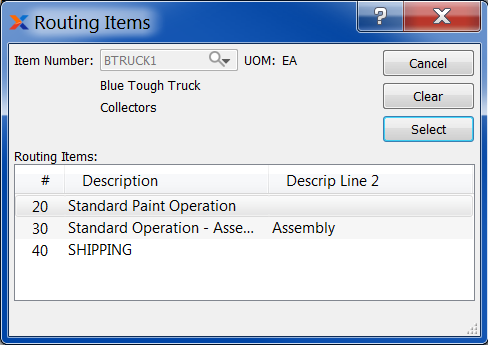 Routing Items
?
Item Number: BTRUCK1 UOM: EA
Blue Tough Truck
Collectors
Cancel
Clear
Select
Routing Items:
# Description Descrip Line 2
20 Standard Paint Operation
30 Standard Operation - Asse... Assembly
40 SHIPPING